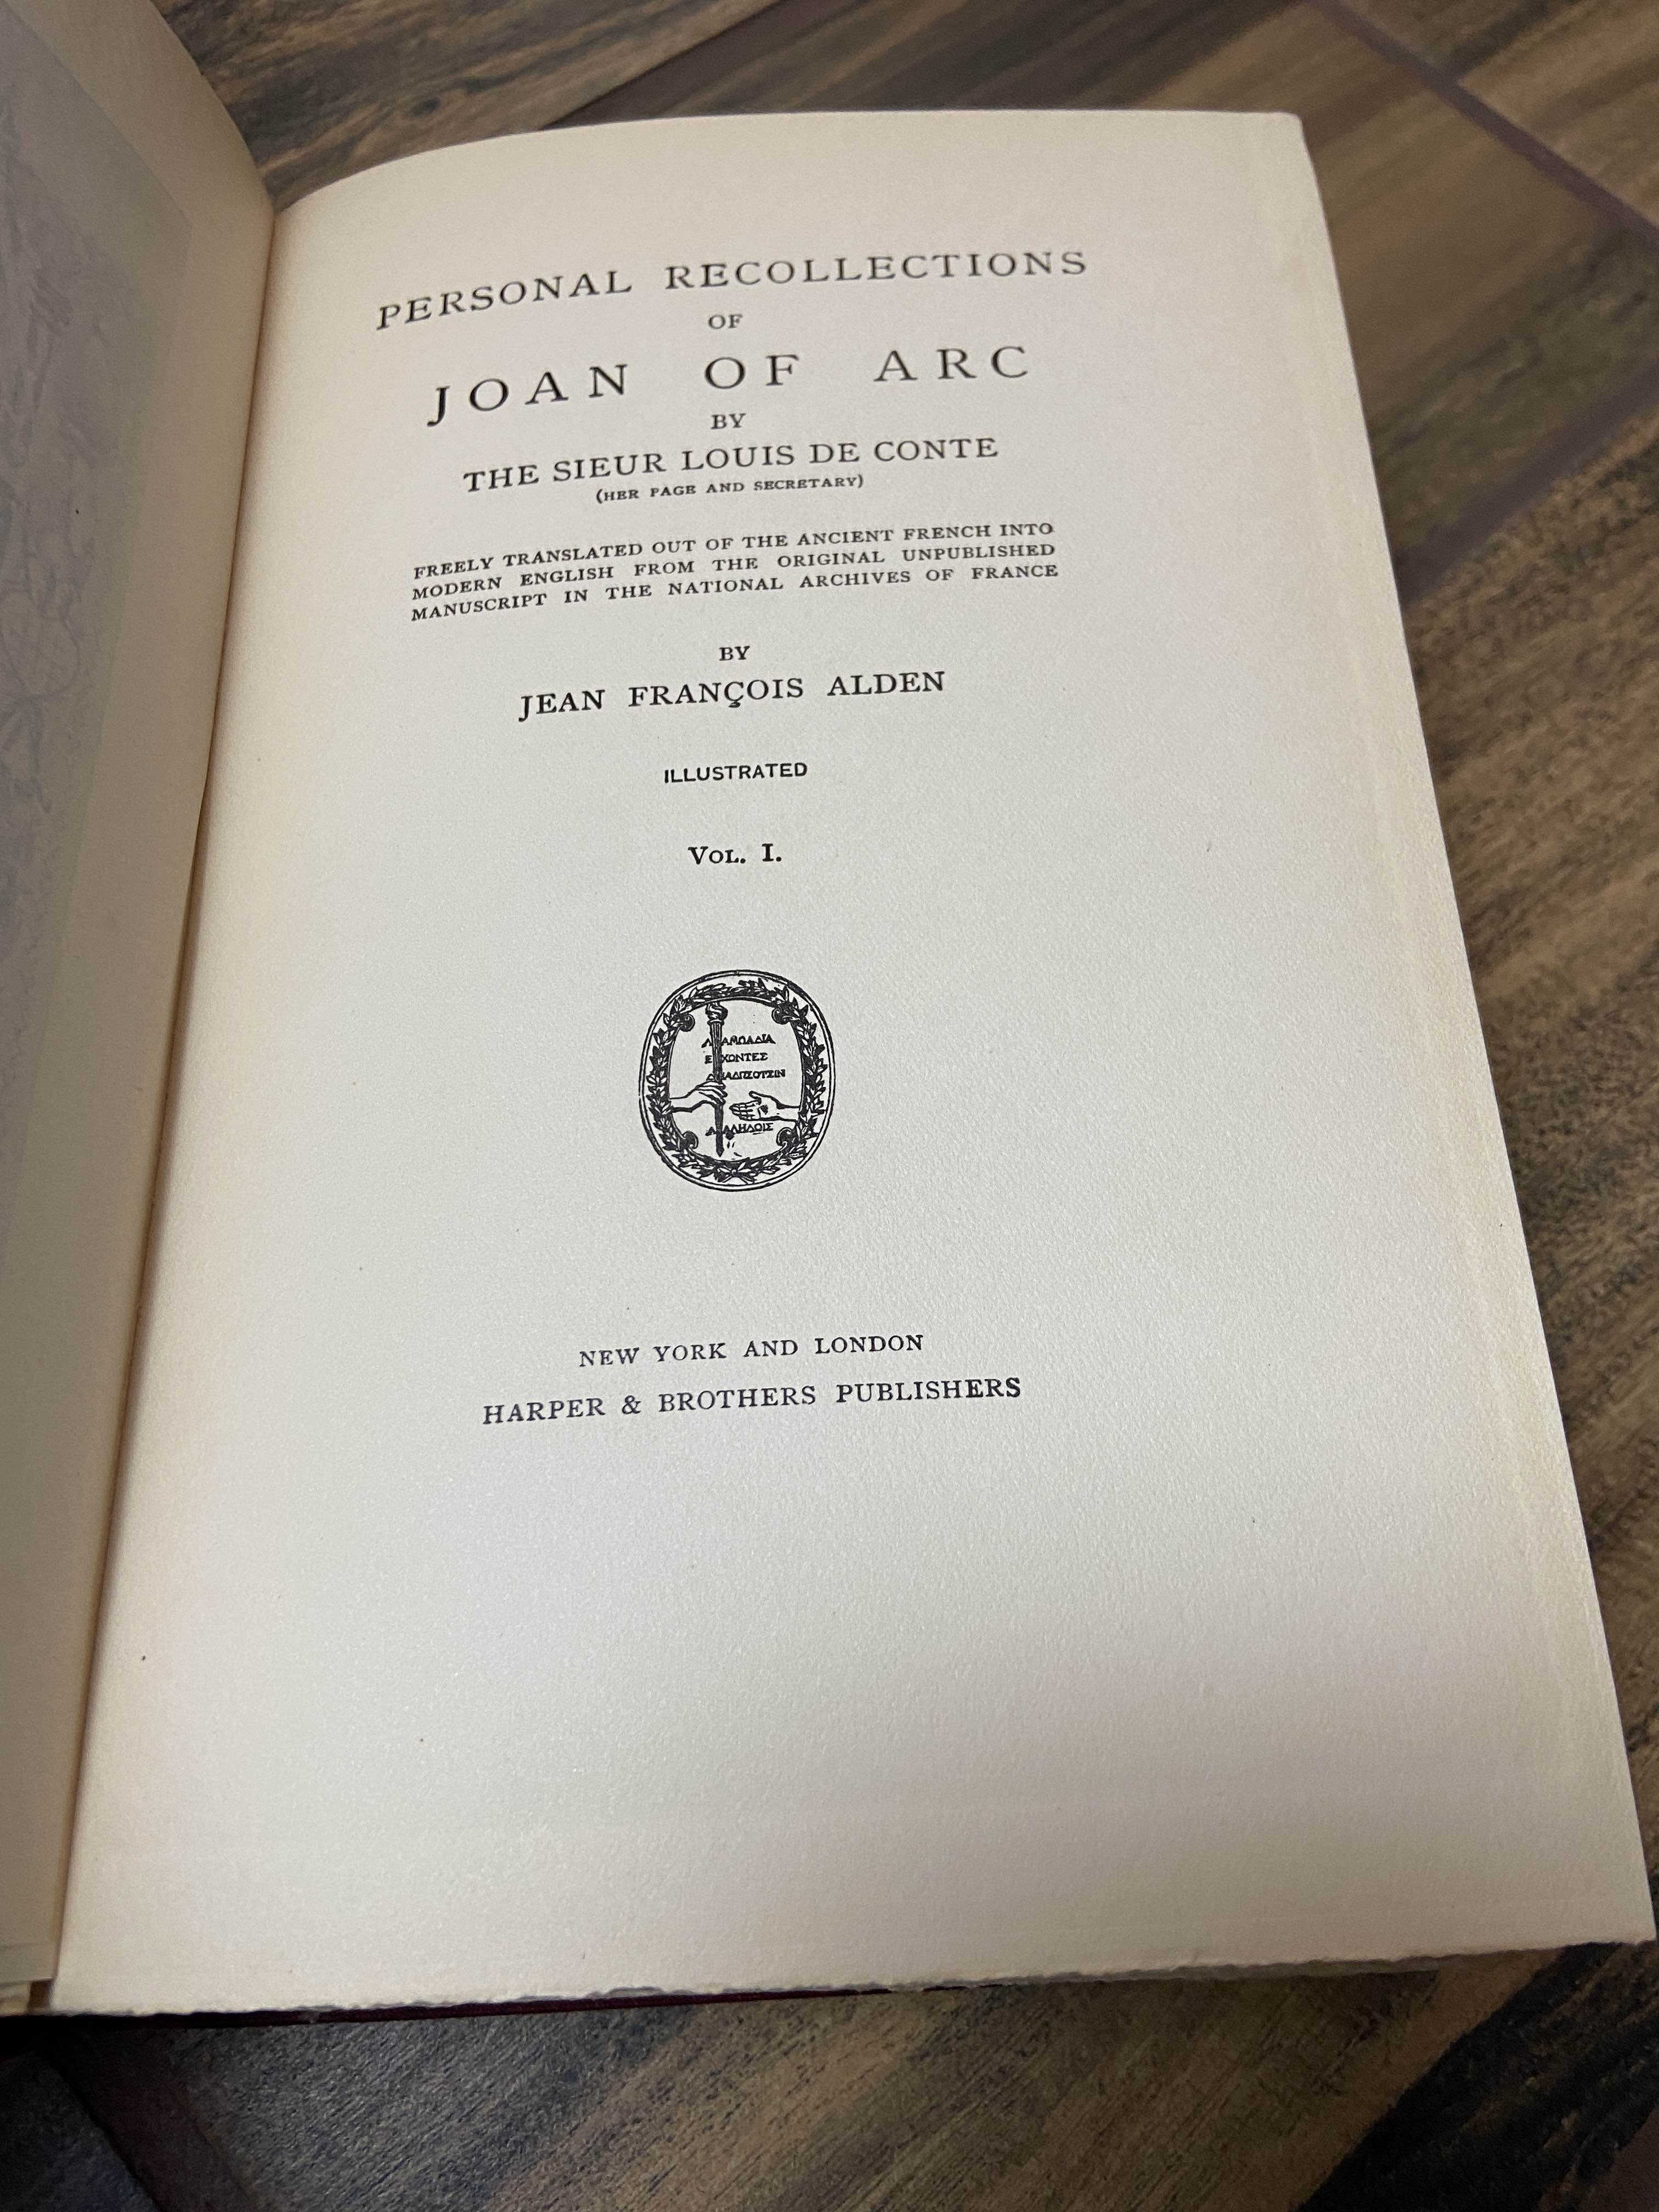 PERSONAL RECOLLECTIONS
OF
JOAN OF ARC
BY
THE SIEUR LOUIS DE CONTE
(HER PAGE AND SECRETARY)
FREELY TRANSLATED OUT OF THE ANCIENT FRENCH INTO
MODERN ENGLISH FROM THE ORIGINAL UNPUBLISHED
MANUSCRIPT IN THE NATIONAL ARCHIVES OF FRANCE
BY
JEAN FRANÇOIS ALDEN
ILLUSTRATED
VOL. I.
NEW YORK AND LONDON
HARPER & BROTHERS PUBLISHERS